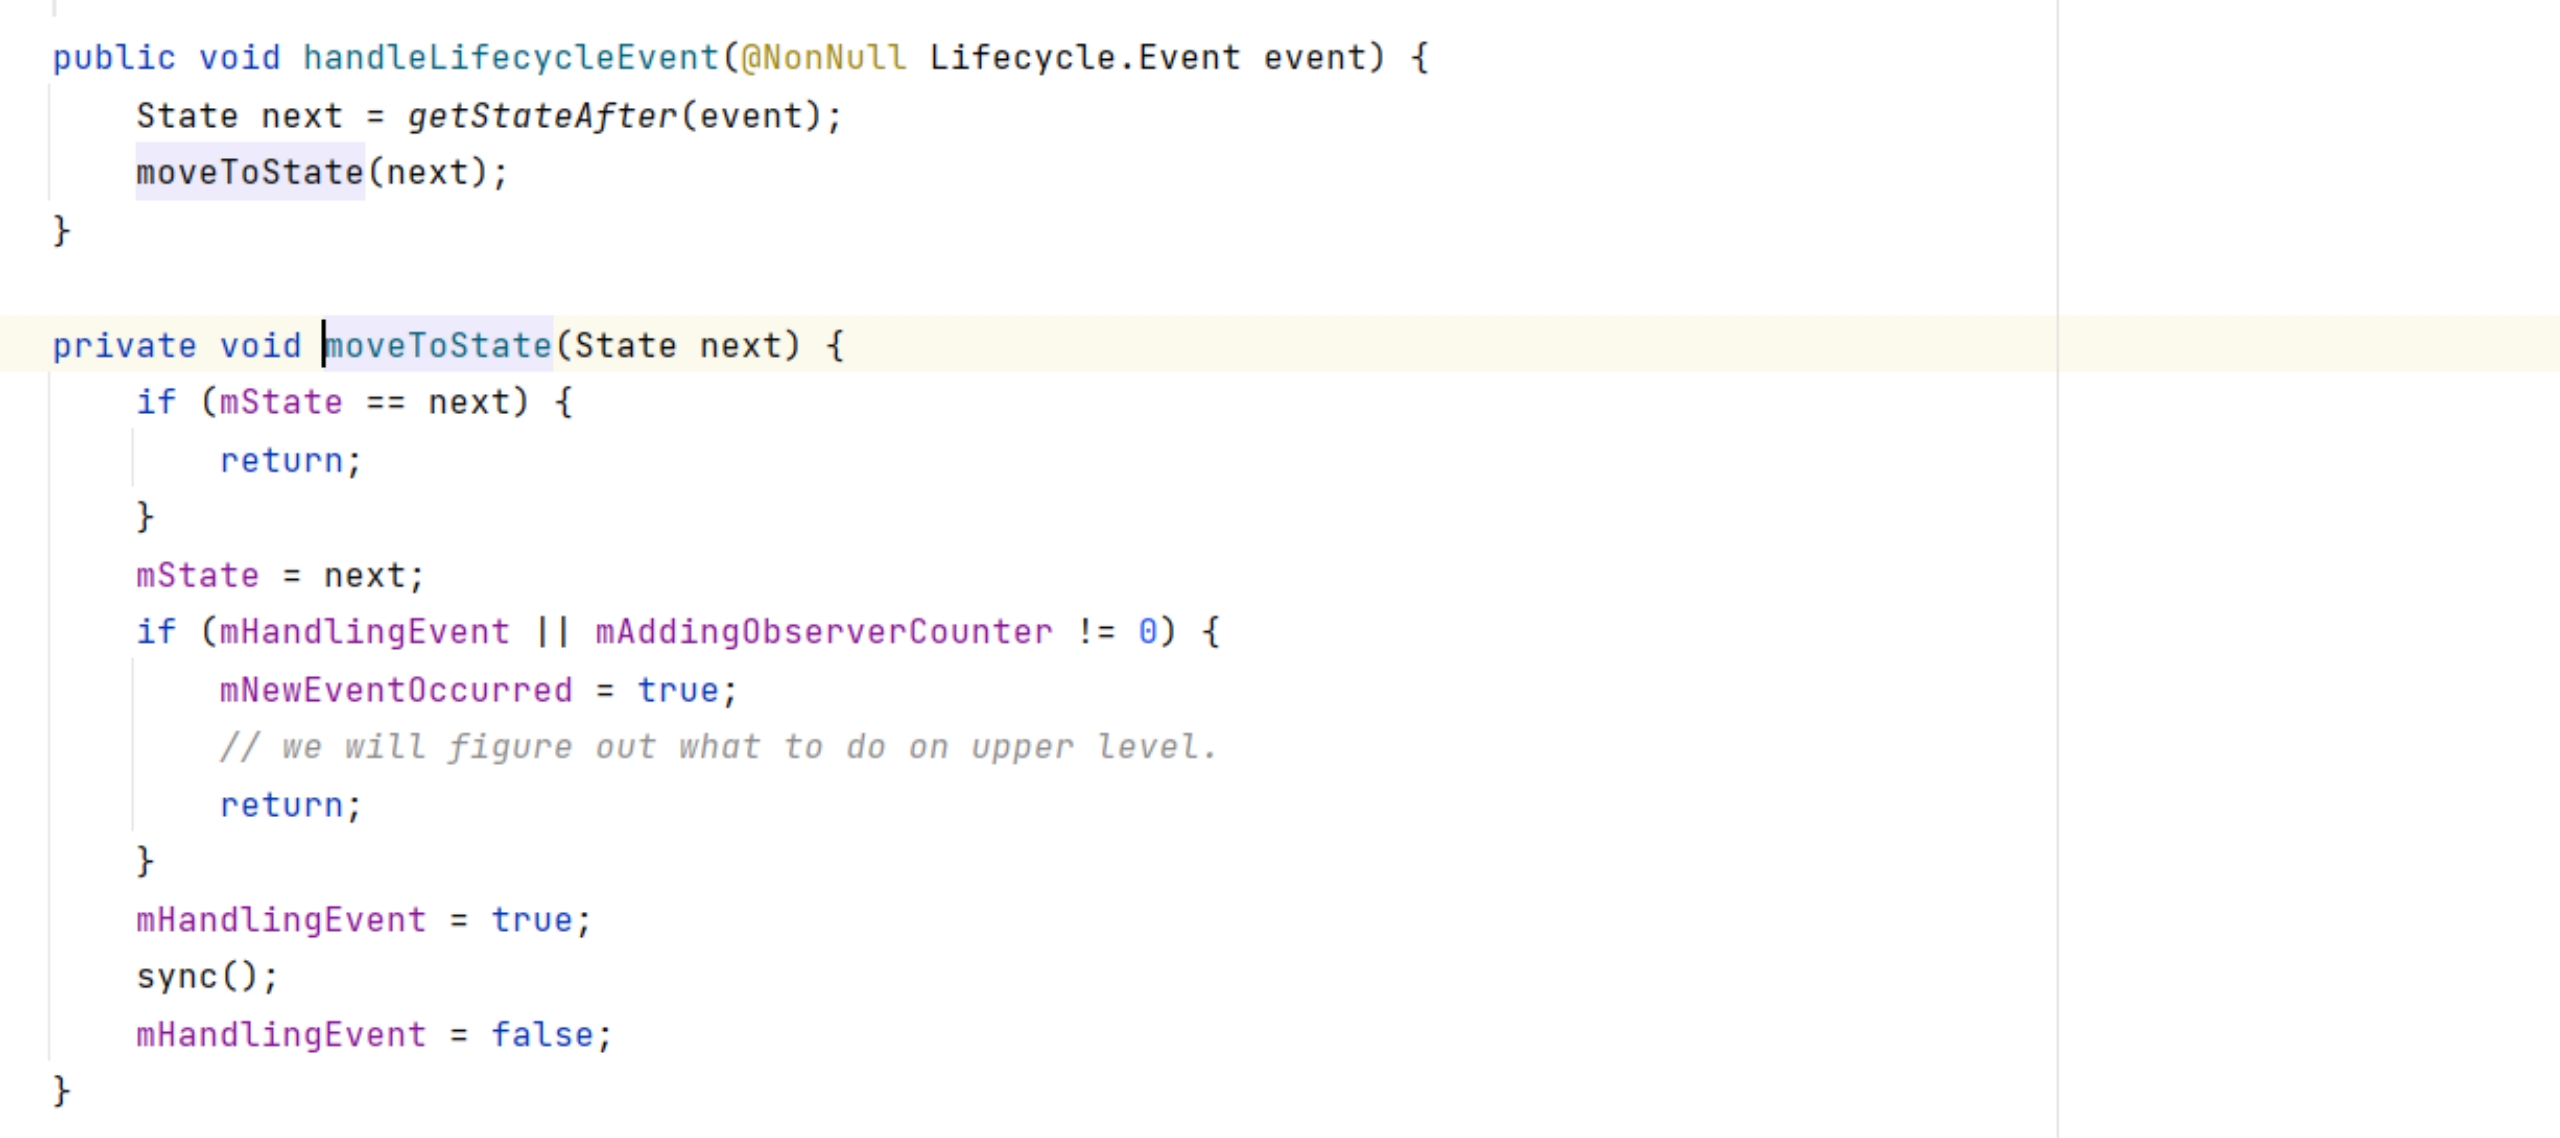 public void handleLifecycleEvent(@NonNull Lifecycle.Event event) {
    State next = getStateAfter(event);
    moveToState(next);
}
private void moveToState(State next) {
    if (mState == next) {
        return;
    }
    mState = next;
    if (mHandlingEvent || mAddingObserverCounter != 0) {
        mNewEventOccurred = true;
        // we will figure out what to do on upper level.
        return;
    }
    mHandlingEvent = true;
    sync();
    mHandlingEvent = false;
}